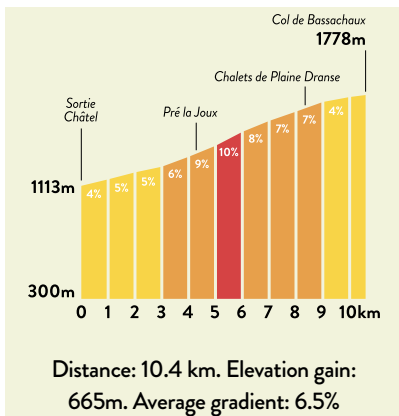 Col de Bassachaux
1778m
Chalets de Plaine Dranse
Sortie
Châtel
Pré la Joux
1113m
4%
5%
5%
6%
9%
10%
8%
7%
7%
4%
300m
0 1 2 3 4 5 6 7 8 9 10km
Distance: 10.4 km. Elevation gain:
665m. Average gradient: 6.5%